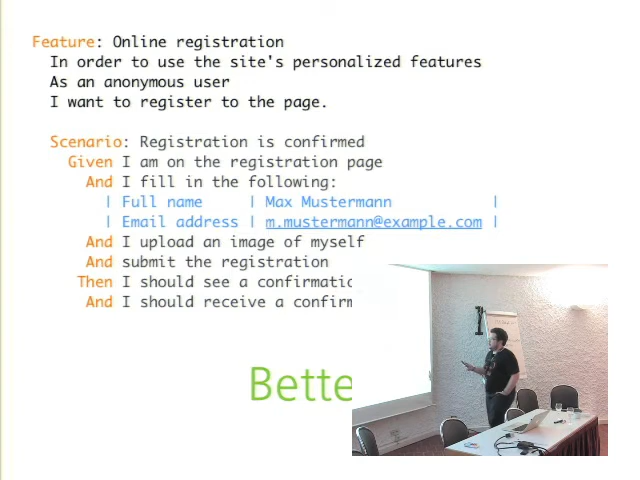 Feature: Online registration
In order to use the site's personalized features
As an anonymous user
I want to register to the page.
Scenario: Registration is confirmed
Given I am on the registration page
And I fill in the following:
| Full name | Max Mustermann |
| Email address | m.mustermann@example.com |
And I upload an image of myself
And submit the registration
Then I should see a confirmatic
And I should receive a confirm
Bette